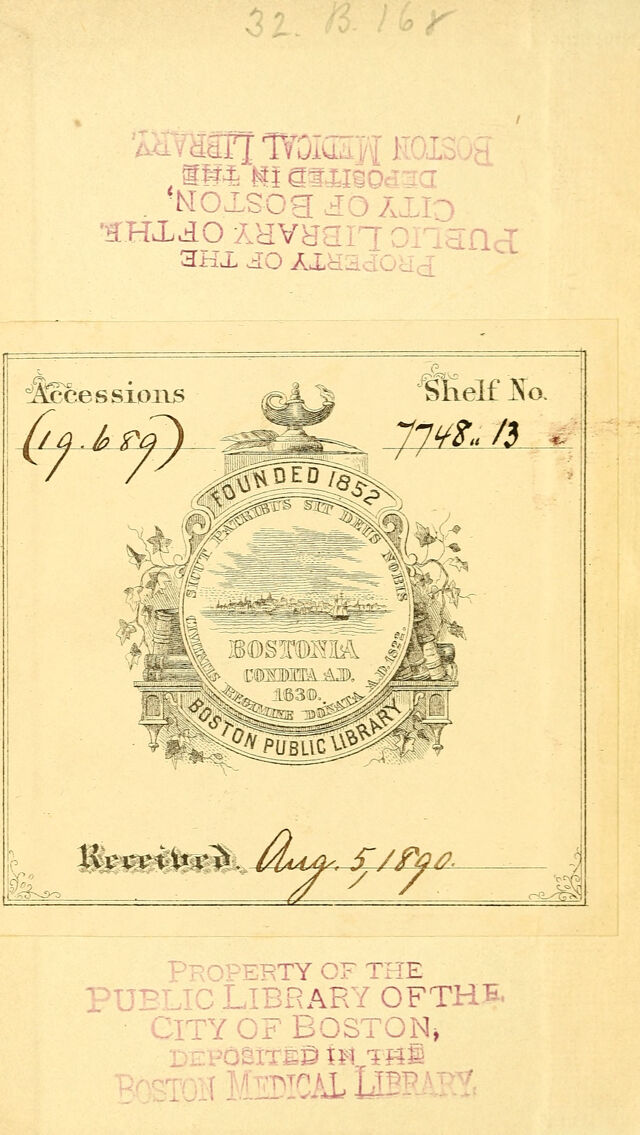 32. B. 168
PROPERTY OF THE
PUBLIC LIBRARY OF THE
CITY OF BOSTON,
DEPOSITED IN THE
BOSTON MEDICAL LIBRARY.
Accessions
Shelf No.
(19.689)
7748.. 13
FOUNDED 1852
SICUT PATRIBUS SIT DEUS NOBIS
BOSTONIA
CONDITA A.D.
1630.
CIVITATIS REGIMINE DONATA A.D. 1822.
BOSTON PUBLIC LIBRARY
Received. Aug. 5, 1890.
PROPERTY OF THE
PUBLIC LIBRARY OF THE
CITY OF BOSTON,
DEPOSITED IN THE
BOSTON MEDICAL LIBRARY.